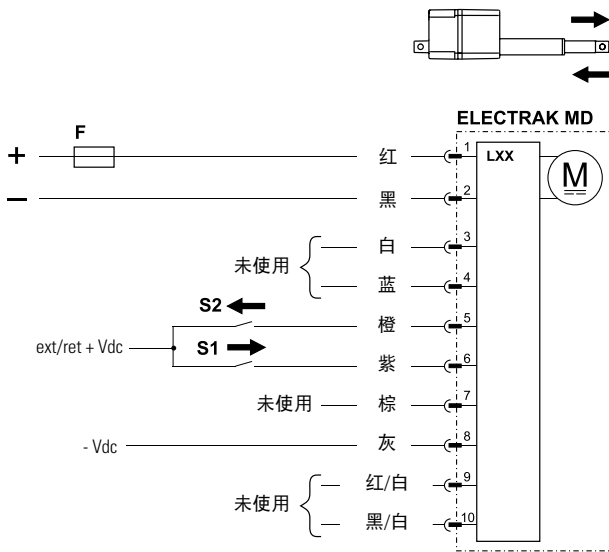 ELECTRAK MD
F
+ 红 1 LXX M
− 黑 2
白 3
未使用
蓝 4
S2
橙 5
ext/ret + Vdc
S1
紫 6
未使用 棕 7
- Vdc 灰 8
红/白 9
未使用
黑/白 10